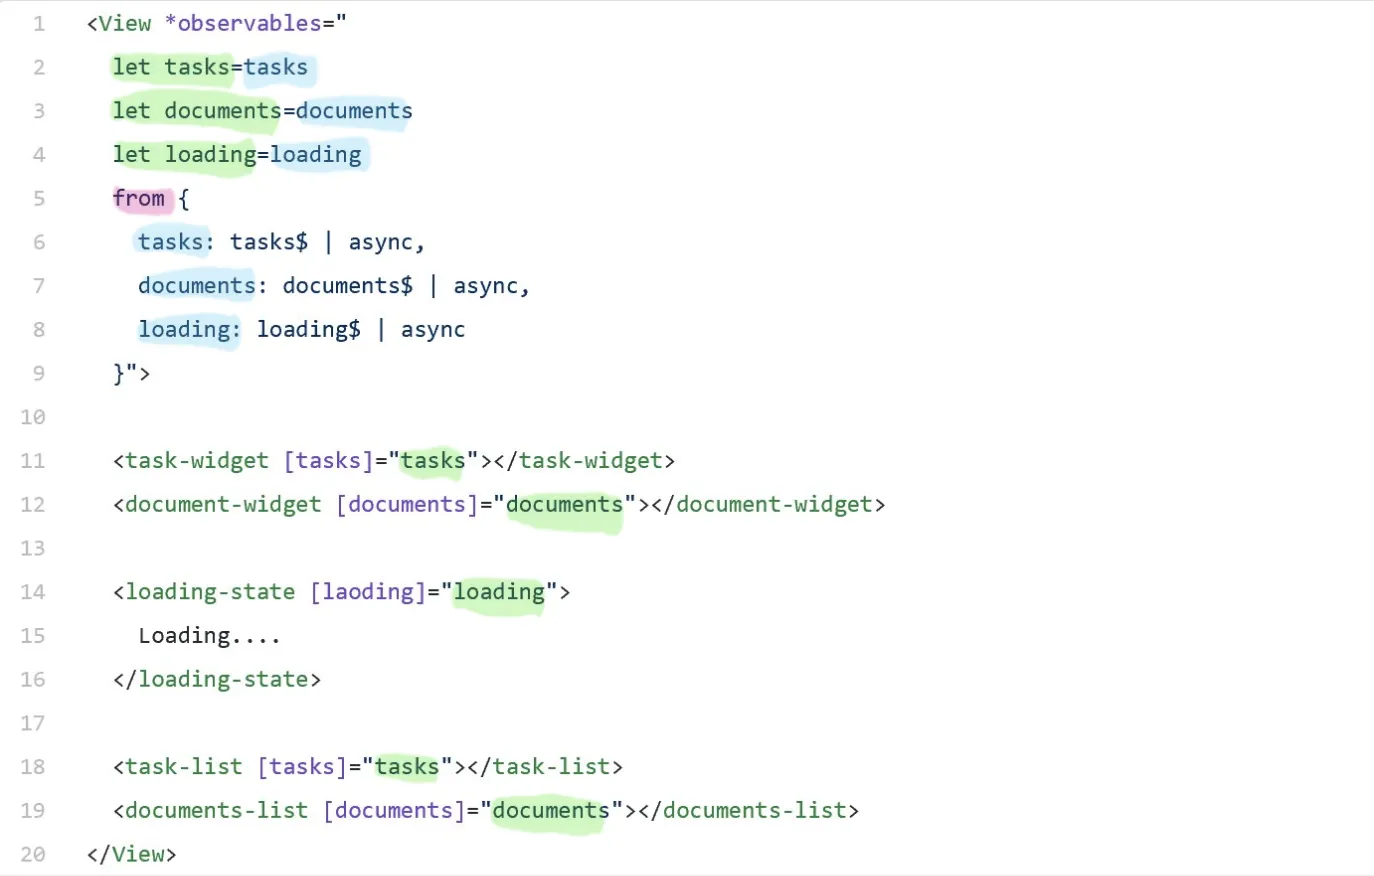 1 <View *observables="
2 let tasks=tasks
3 let documents=documents
4 let loading=loading
5 from {
6 tasks: tasks$ | async,
7 documents: documents$ | async,
8 loading: loading$ | async
9 }">
10
11 <task-widget [tasks]="tasks"></task-widget>
12 <document-widget [documents]="documents"></document-widget>
13
14 <loading-state [laoding]="loading">
15 Loading....
16 </loading-state>
17
18 <task-list [tasks]="tasks"></task-list>
19 <documents-list [documents]="documents"></documents-list>
20 </View>